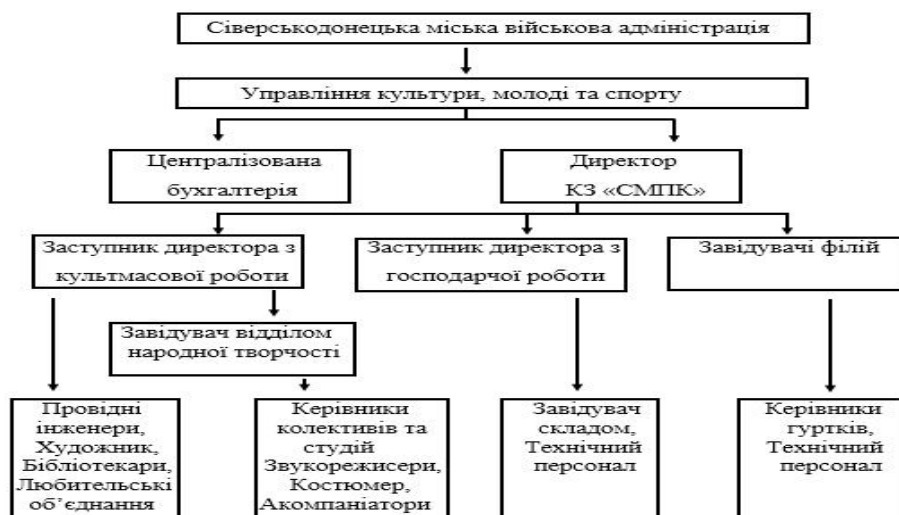 Сіверськодонецька міська військова адміністрація
Управління культури, молоді та спорту
Централізована
бухгалтерія
Директор
КЗ «СМПК»
Заступник директора з
культмасової роботи
Заступник директора з
господарчої роботи
Завідувачі філій
Завідувач відділом
народної творчості
Провідні
інженери,
Художник,
Бібліотекари,
Любительські
об’єднання
Керівники
колективів та
студій
Звукорежисери,
Костюмер,
Акомпаніатори
Завідувач
складом,
Технічний
персонал
Керівники
гуртків,
Технічний
персонал